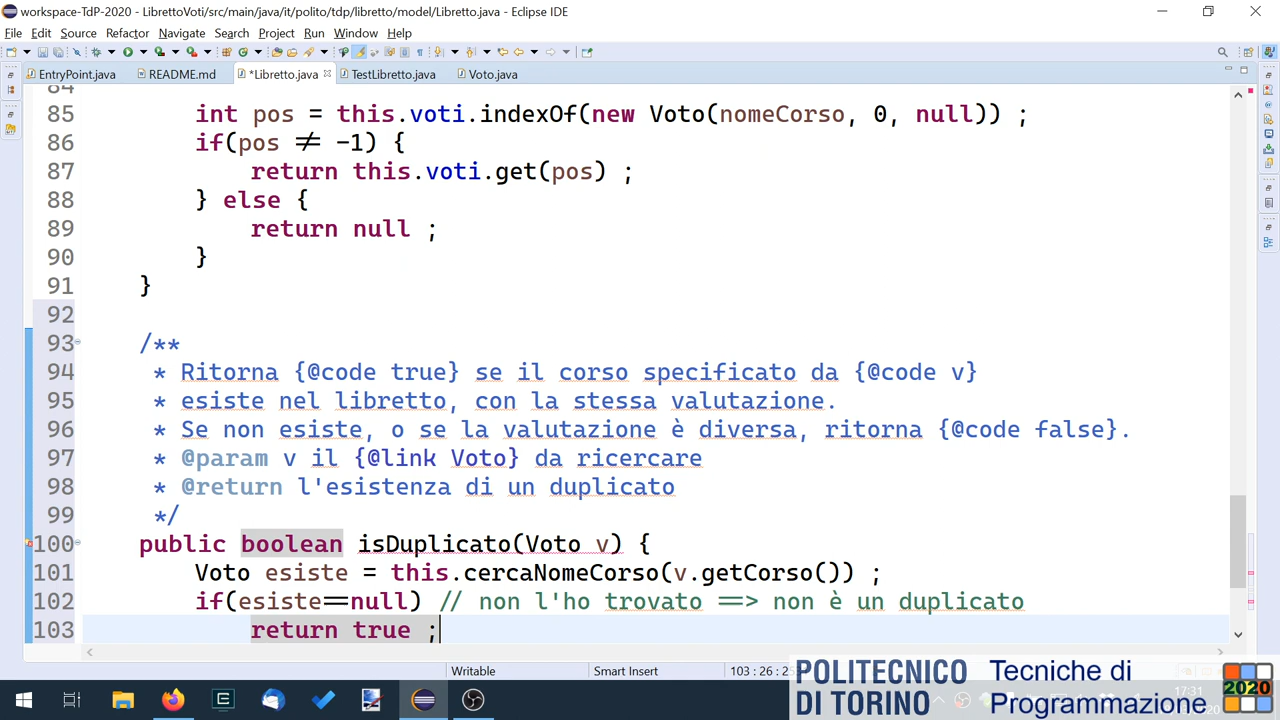 workspace-TdP-2020 - LibrettoVoti/src/main/java/it/polito/tdp/libretto/model/Libretto.java - Eclipse IDE
File Edit Source Refactor Navigate Search Project Run Window Help
EntryPoint.java README.md *Libretto.java TestLibretto.java Voto.java
84
85 int pos = this.voti.indexOf(new Voto(nomeCorso, 0, null)) ;
86 if(pos != -1) {
87 return this.voti.get(pos) ;
88 } else {
89 return null ;
90 }
91 }
92
93 /**
94 * Ritorna {@code true} se il corso specificato da {@code v}
95 * esiste nel libretto, con la stessa valutazione.
96 * Se non esiste, o se la valutazione è diversa, ritorna {@code false}.
97 * @param v il {@link Voto} da ricercare
98 * @return l'esistenza di un duplicato
99 */
100 public boolean isDuplicato(Voto v) {
101 Voto esiste = this.cercaNomeCorso(v.getCorso()) ;
102 if(esiste==null) // non l'ho trovato ==> non è un duplicato
103 return true ;
Writable Smart Insert 103 : 26 : 2
POLITECNICO DI TORINO
Tecniche di Programmazione
2020
17:31